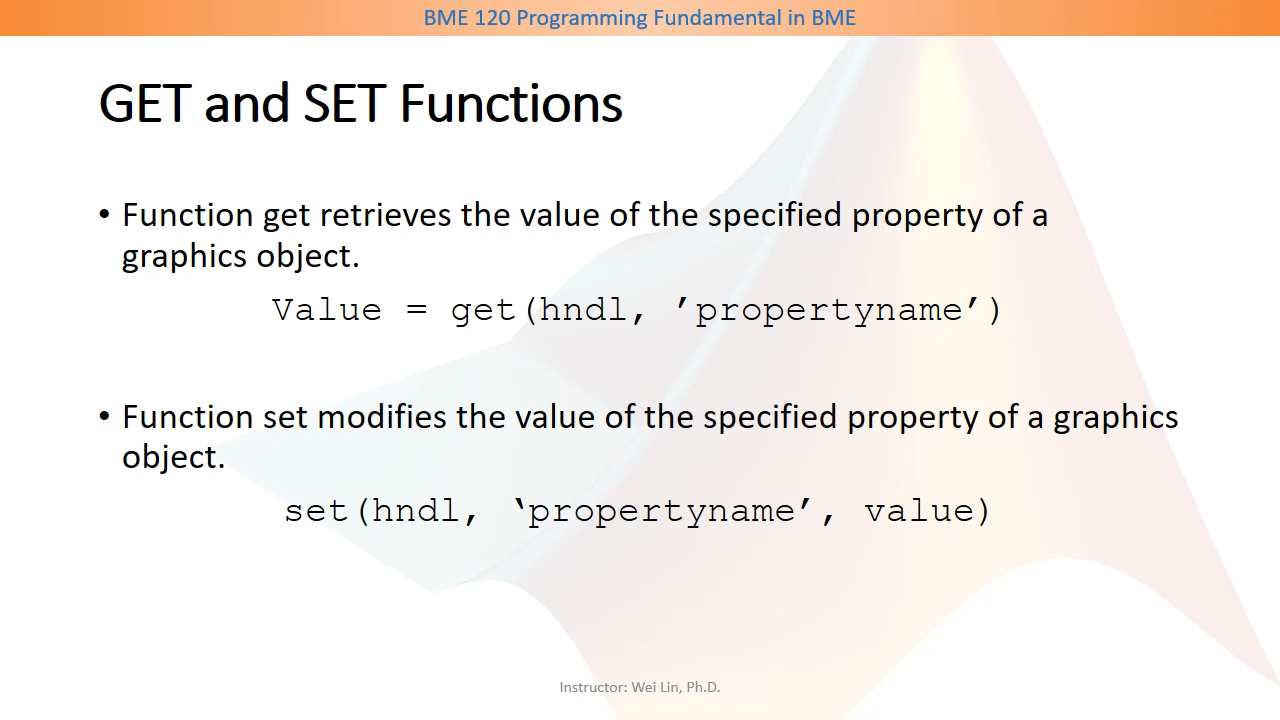 BME 120 Programming Fundamental in BME
GET and SET Functions
• Function get retrieves the value of the specified property of a
graphics object.
Value = get(hndl, ’propertyname’)
• Function set modifies the value of the specified property of a graphics
object.
set(hndl, ‘propertyname’, value)
Instructor: Wei Lin, Ph.D.